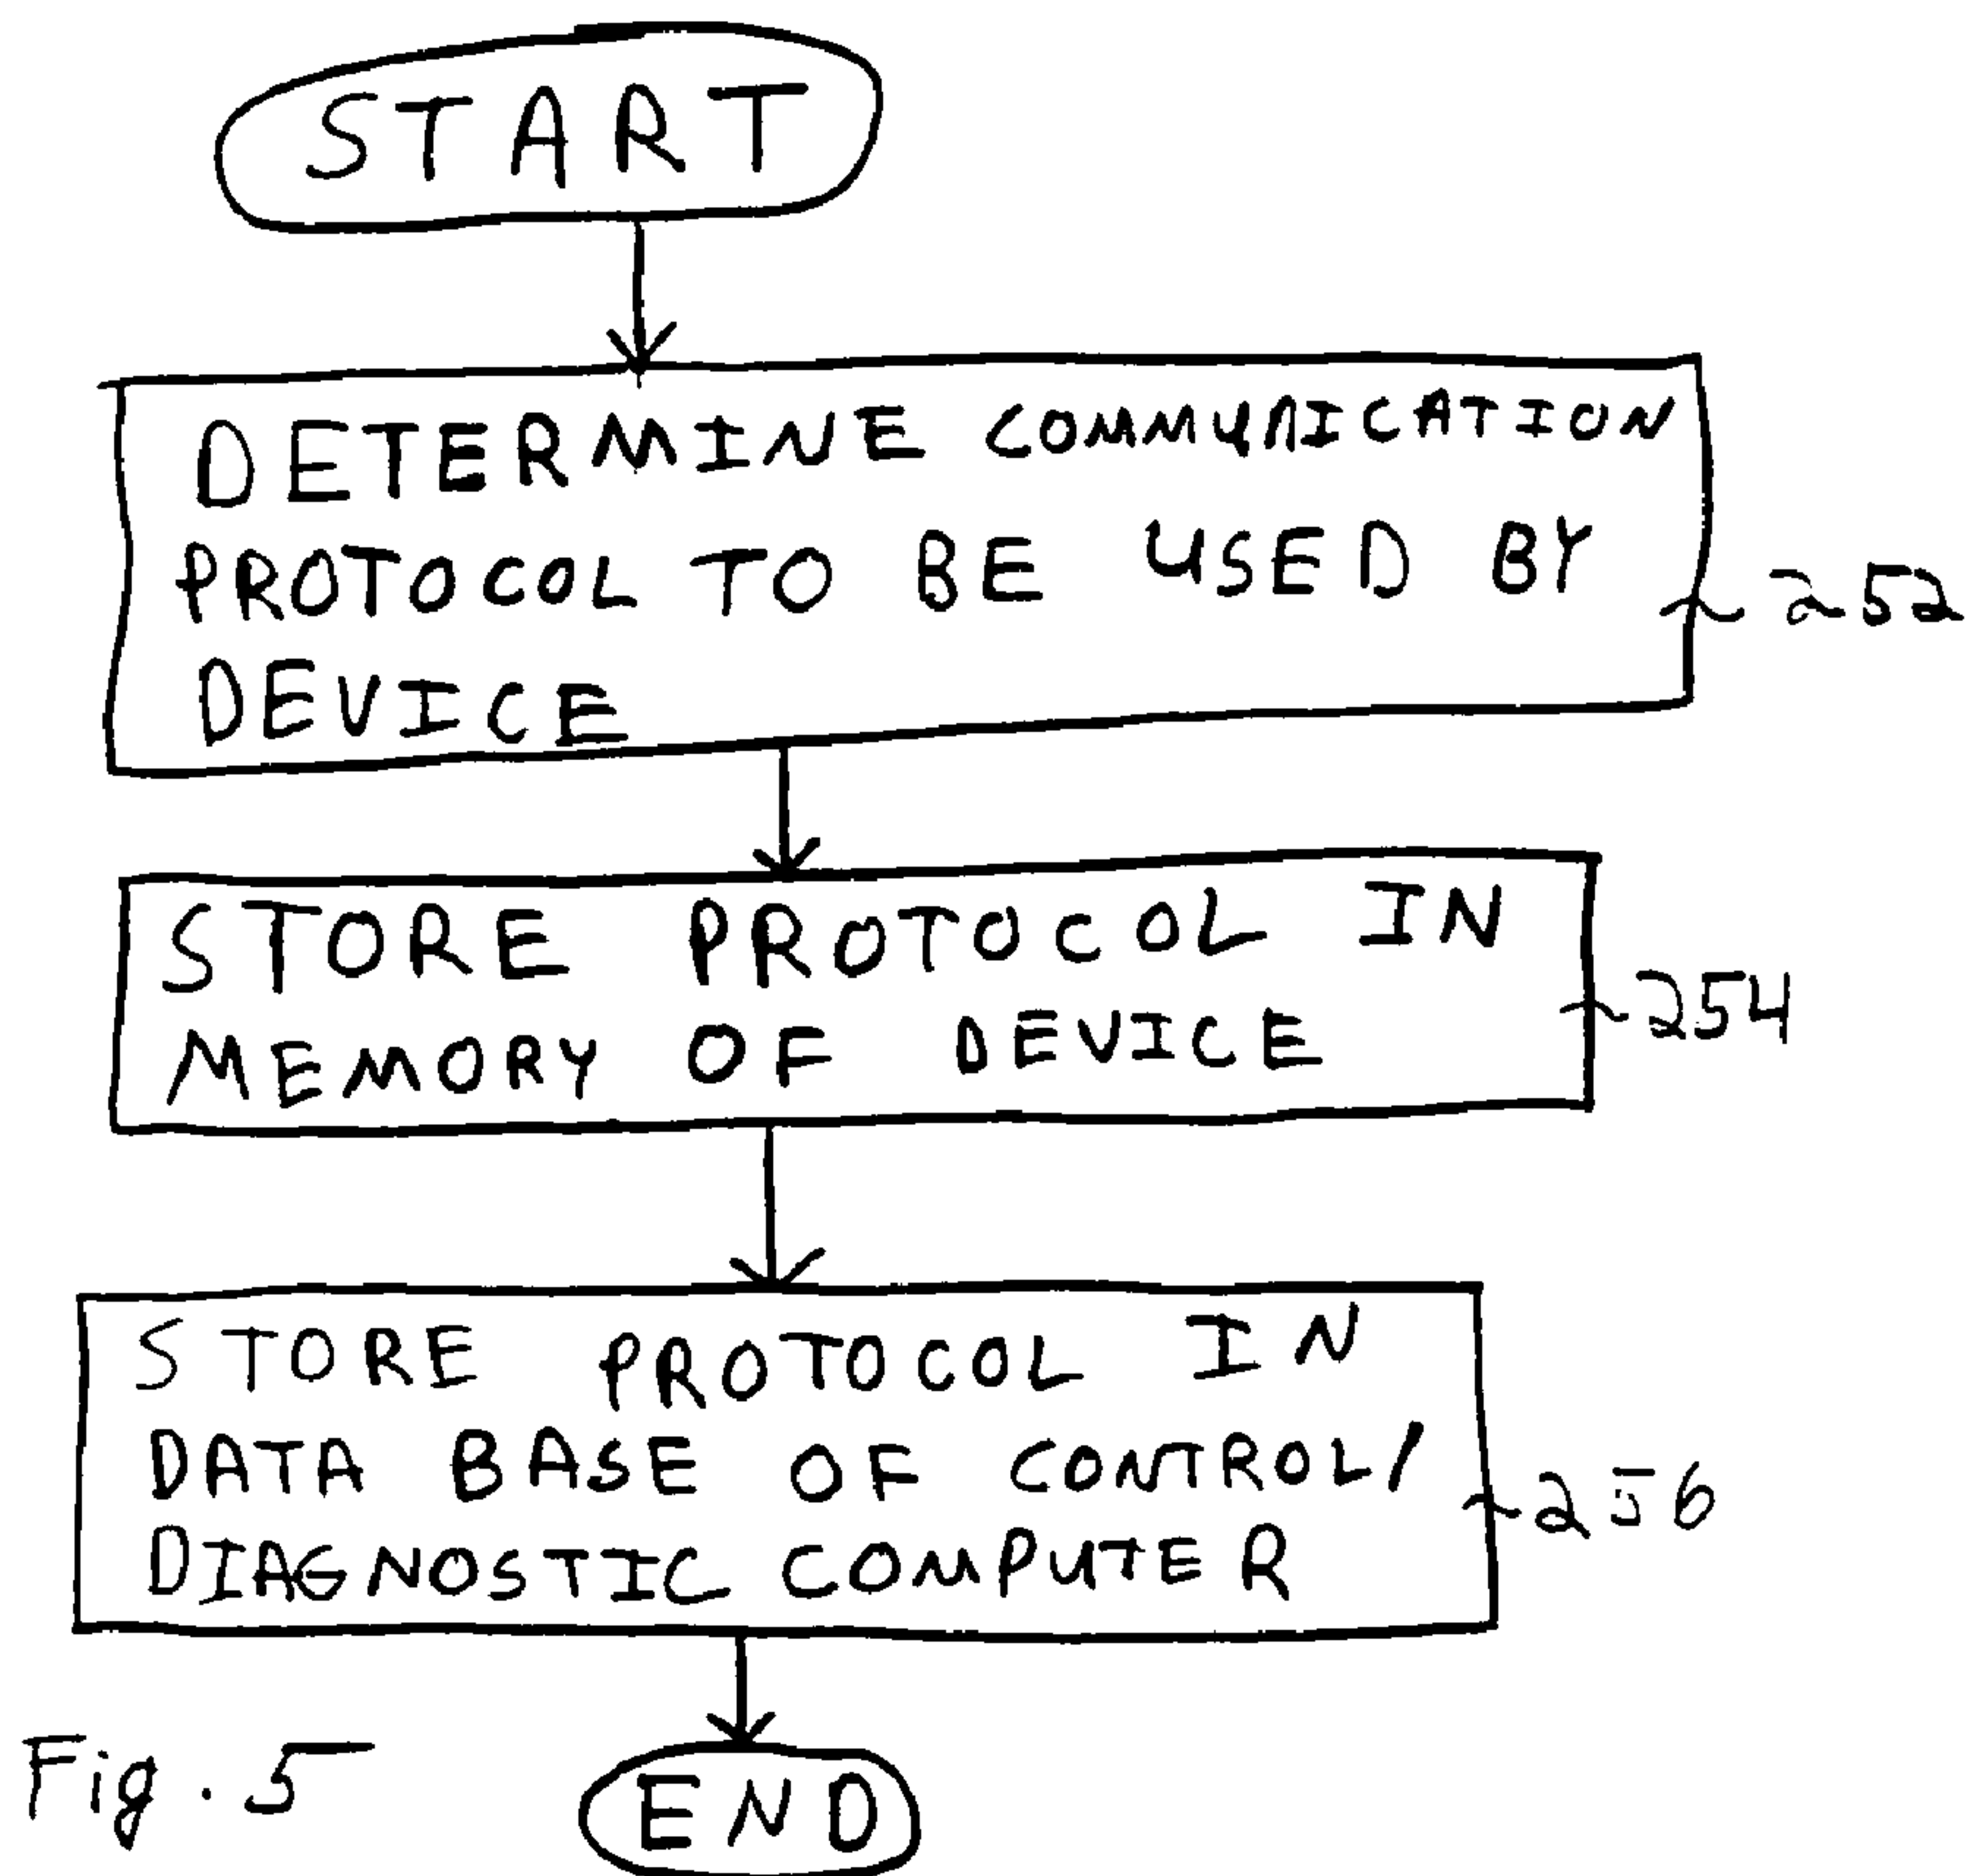 START
DETERMINE COMMUNICATION
PROTOCOL TO BE USED BY
DEVICE
252
STORE PROTOCOL IN
MEMORY OF DEVICE
254
STORE PROTOCOL IN
DATA BASE OF CONTROL/
DIAGNOSTIC COMPUTER
256
END
Fig. 5